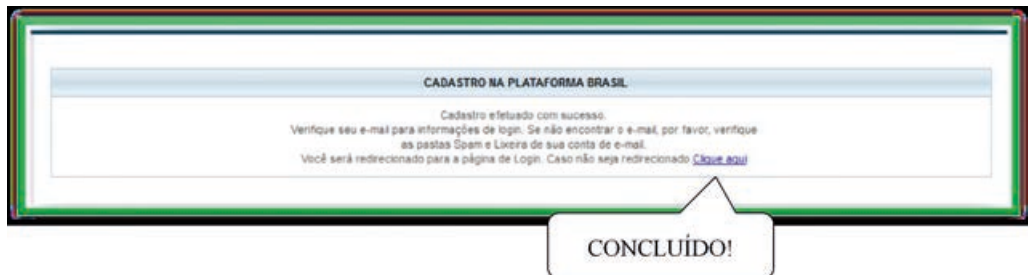 CADASTRO NA PLATAFORMA BRASIL
Cadastro efetuado com sucesso.
Verifique seu e-mail para informações de login. Se não encontrar o e-mail, por favor, verifique
as pastas Spam e Lixeira de sua conta de e-mail.
Você será redirecionado para a página de Login. Caso não seja redirecionado Clique aqui
CONCLUÍDO!